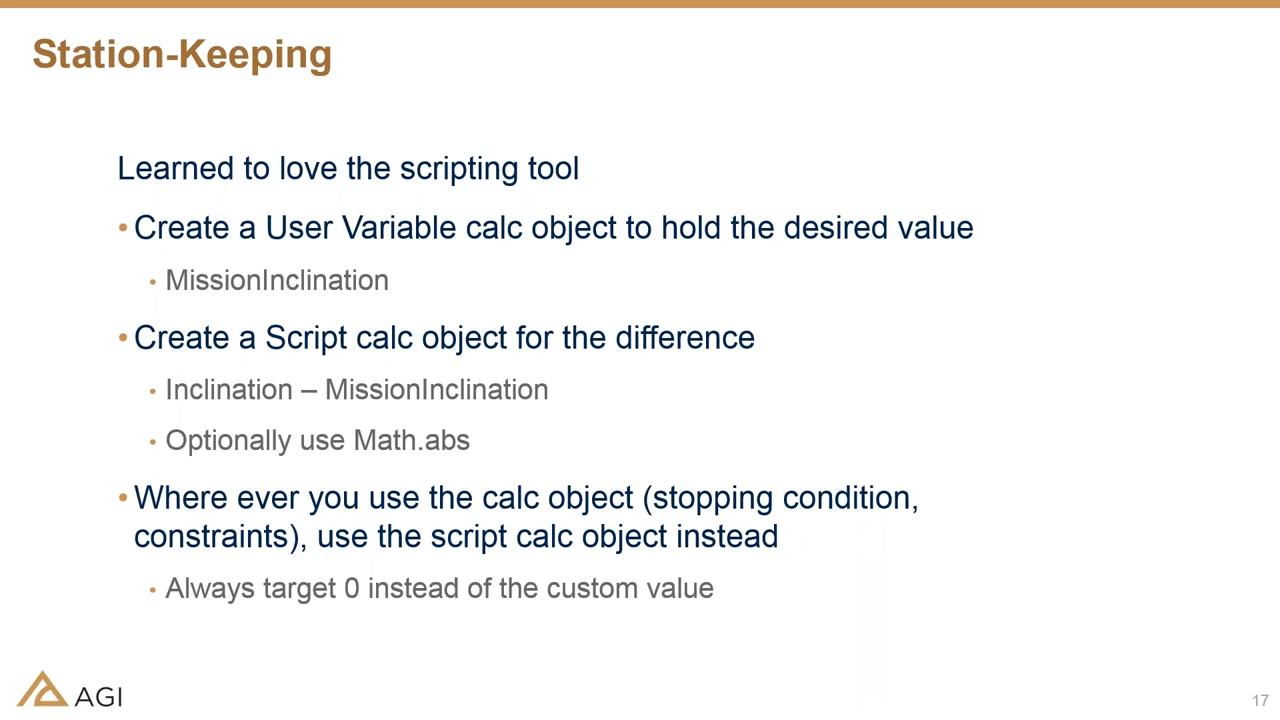 Station-Keeping
Learned to love the scripting tool
• Create a User Variable calc object to hold the desired value
• MissionInclination
• Create a Script calc object for the difference
• Inclination – MissionInclination
• Optionally use Math.abs
• Where ever you use the calc object (stopping condition,
constraints), use the script calc object instead
• Always target 0 instead of the custom value
AGI
17